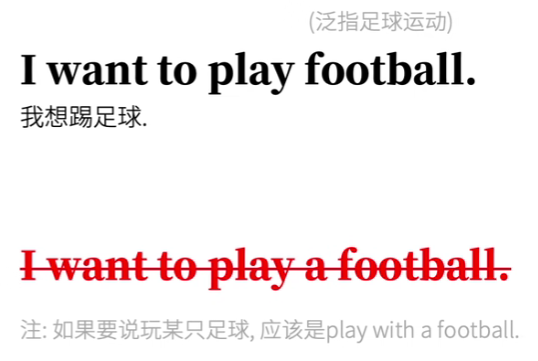 (泛指足球运动)
I want to play football.
我想踢足球.
I want to play a football.
注: 如果要说玩某只足球, 应该是play with a football.